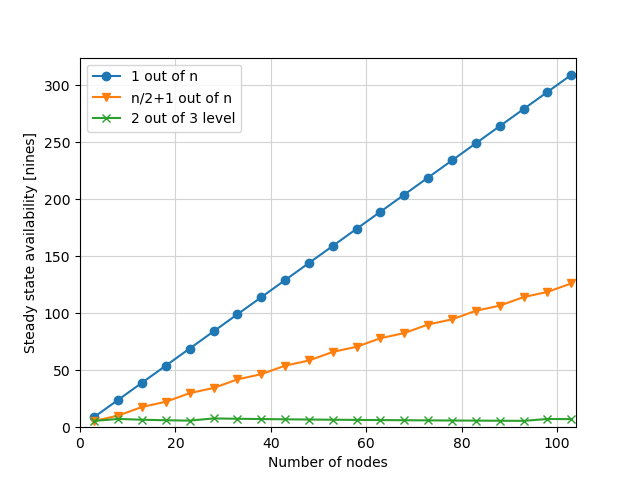 1 out of n
n/2+1 out of n
2 out of 3 level
Steady state availability [nines]
300
250
200
150
100
50
0
0 20 40 60 80 100
Number of nodes